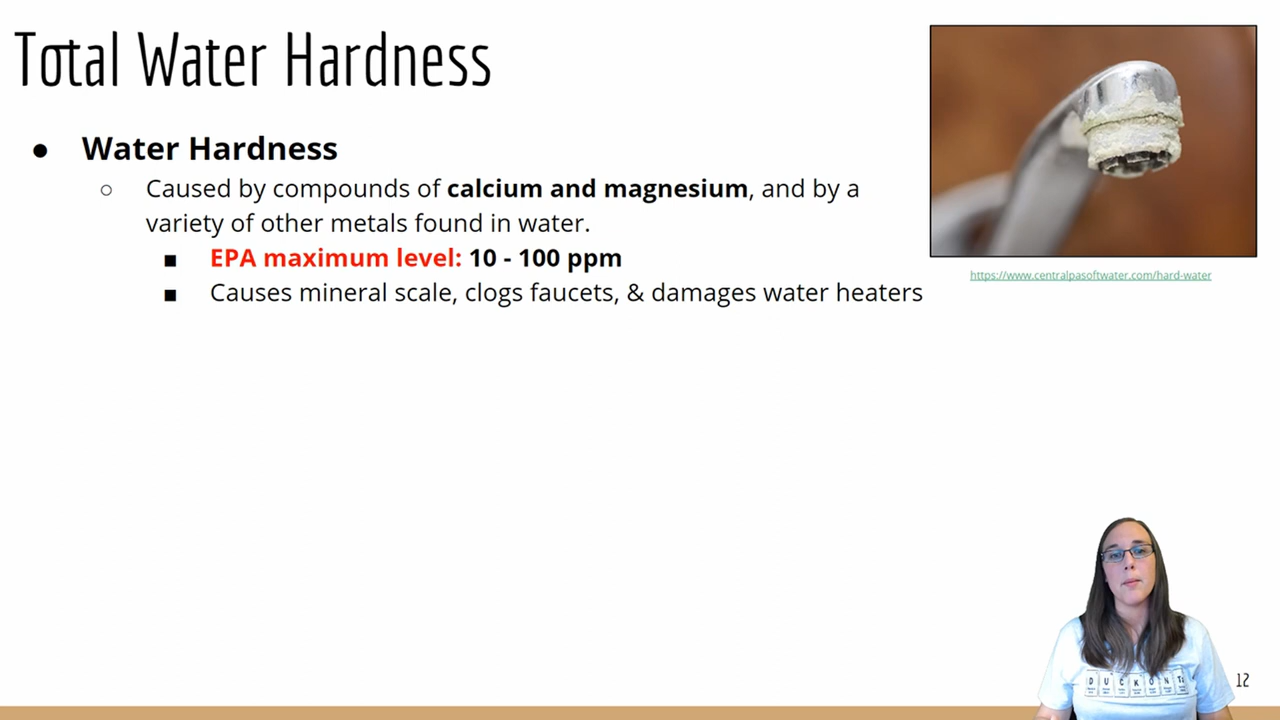 Total Water Hardness
● Water Hardness
○ Caused by compounds of calcium and magnesium, and by a
variety of other metals found in water.
■ EPA maximum level: 10 - 100 ppm
■ Causes mineral scale, clogs faucets, & damages water heaters
https://www.centralpasoftwater.com/hard-water
D U C K O N T
12